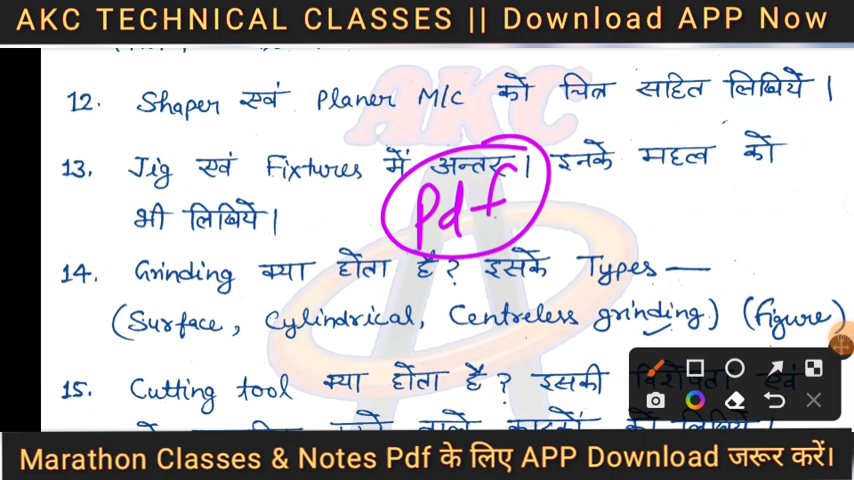 AKC TECHNICAL CLASSES || Download APP Now
AKC
12. Shaper एवं Planer M/C को चित्र सहित लिखिये।
13. Jig एवं Fixtures में अन्तर। इनके महत्व को
भी लिखिये।
Pdf
14. Grinding क्या होता है? इसके Types —
(Surface, Cylindrical, Centreless grinding) (figure)
15. Cutting tool क्या होता है? इसकी
Marathon Classes & Notes Pdf के लिए APP Download जरूर करें।